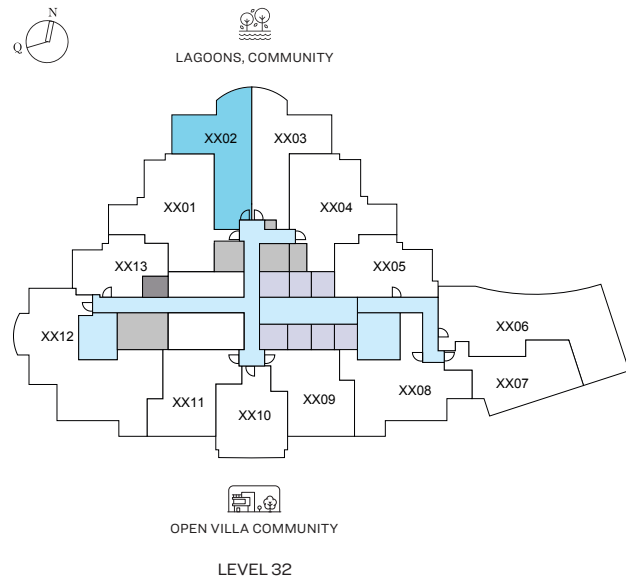 N
Q
LAGOONS, COMMUNITY
XX02
XX03
XX01
XX04
XX13
XX05
XX12
XX06
XX07
XX08
XX11
XX09
XX10
OPEN VILLA COMMUNITY
LEVEL 32